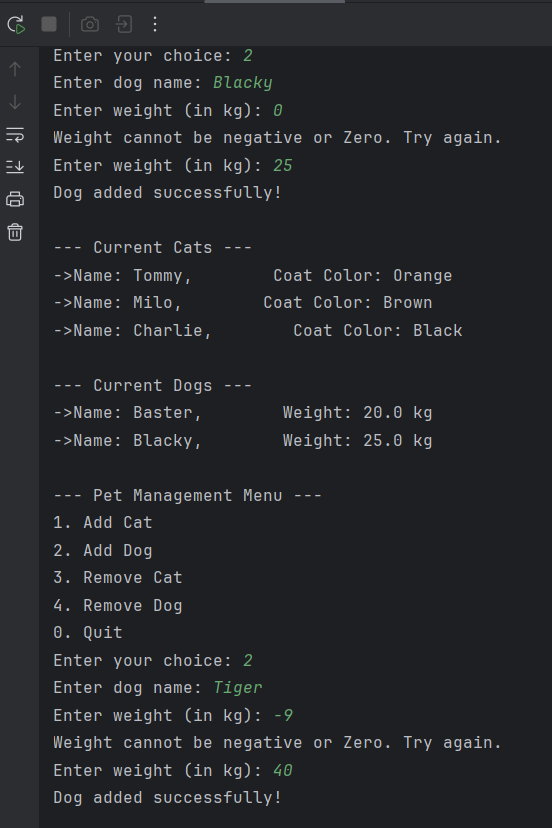 Enter your choice: 2
Enter dog name: Blacky
Enter weight (in kg): 0
Weight cannot be negative or Zero. Try again.
Enter weight (in kg): 25
Dog added successfully!
--- Current Cats ---
->Name: Tommy,        Coat Color: Orange
->Name: Milo,        Coat Color: Brown
->Name: Charlie,        Coat Color: Black
--- Current Dogs ---
->Name: Baster,        Weight: 20.0 kg
->Name: Blacky,        Weight: 25.0 kg
--- Pet Management Menu ---
1. Add Cat
2. Add Dog
3. Remove Cat
4. Remove Dog
0. Quit
Enter your choice: 2
Enter dog name: Tiger
Enter weight (in kg): -9
Weight cannot be negative or Zero. Try again.
Enter weight (in kg): 40
Dog added successfully!